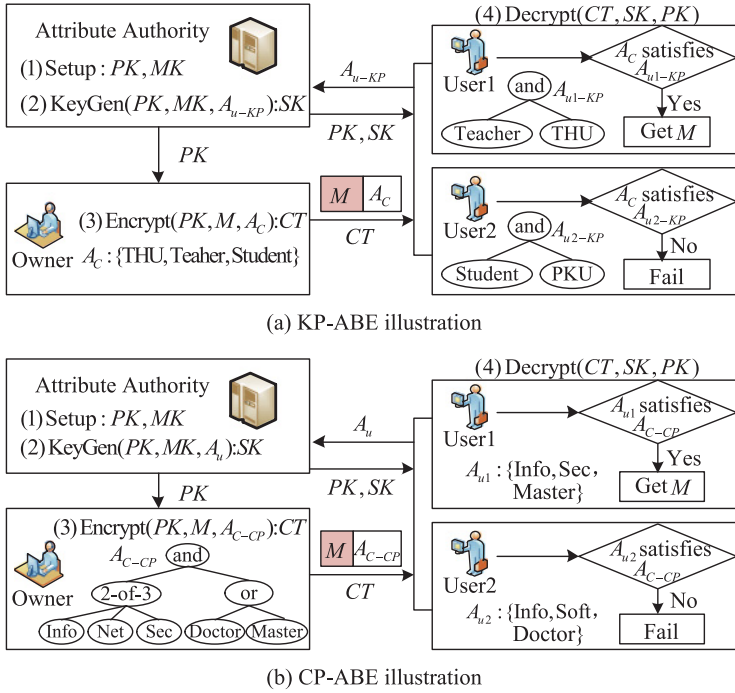 (4) Decrypt(CT, SK, PK)
Attribute Authority
(1) Setup : PK, MK
(2) KeyGen(PK, MK, A_{u-KP}):SK
A_{u-KP}
PK, SK
User1
and
A_{u1-KP}
Teacher
THU
A_C satisfies
A_{u1-KP}
Yes
Get M
PK
Owner
(3) Encrypt(PK, M, A_C):CT
A_C : {THU, Teaher, Student}
M
A_C
CT
User2
and
A_{u2-KP}
Student
PKU
A_C satisfies
A_{u2-KP}
No
Fail
(a) KP-ABE illustration
(4) Decrypt(CT, SK, PK)
Attribute Authority
(1) Setup : PK, MK
(2) KeyGen(PK, MK, A_u):SK
A_u
PK, SK
User1
A_{u1} : {Info, Sec,
Master}
A_{u1} satisfies
A_{C-CP}
Yes
Get M
PK
(3) Encrypt(PK, M, A_{C-CP}):CT
Owner
A_{C-CP}
and
2-of-3
or
Info
Net
Sec
Doctor
Master
M
A_{C-CP}
CT
User2
A_{u2} : {Info, Soft,
Doctor}
A_{u2} satisfies
A_{C-CP}
No
Fail
(b) CP-ABE illustration